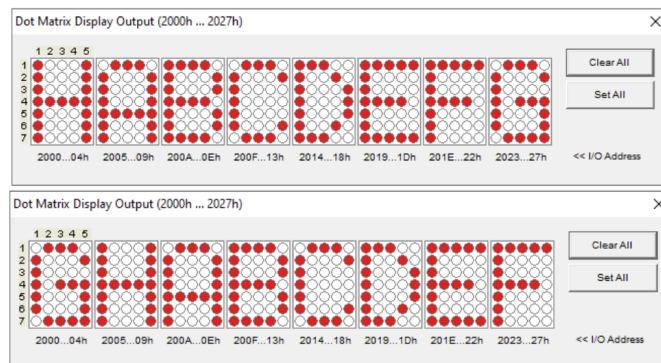 Dot Matrix Display Output (2000h ... 2027h)
1 2 3 4 5
1
2
3
4
5
6
7
H A B C D E F G
Clear All
Set All
2000...04h 2005...09h 200A...0Eh 200F...13h 2014...18h 2019...1Dh 201E...22h 2023...27h << I/O Address
Dot Matrix Display Output (2000h ... 2027h)
1 2 3 4 5
1
2
3
4
5
6
7
G H A B C D E F
Clear All
Set All
2000...04h 2005...09h 200A...0Eh 200F...13h 2014...18h 2019...1Dh 201E...22h 2023...27h << I/O Address